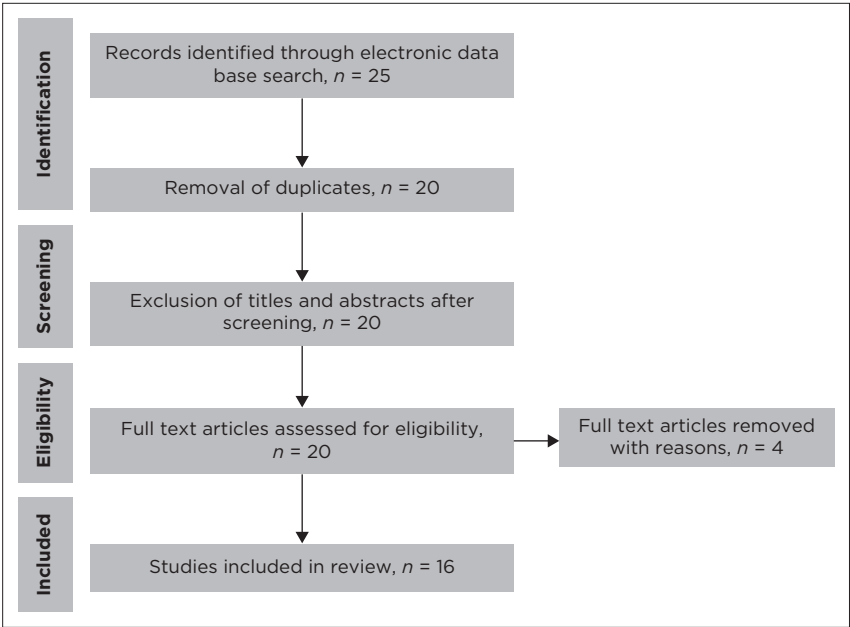 Identification
Records identified through electronic data
base search, n = 25
Removal of duplicates, n = 20
Screening
Exclusion of titles and abstracts after
screening, n = 20
Eligibility
Full text articles assessed for eligibility,
n = 20
Full text articles removed
with reasons, n = 4
Included
Studies included in review, n = 16